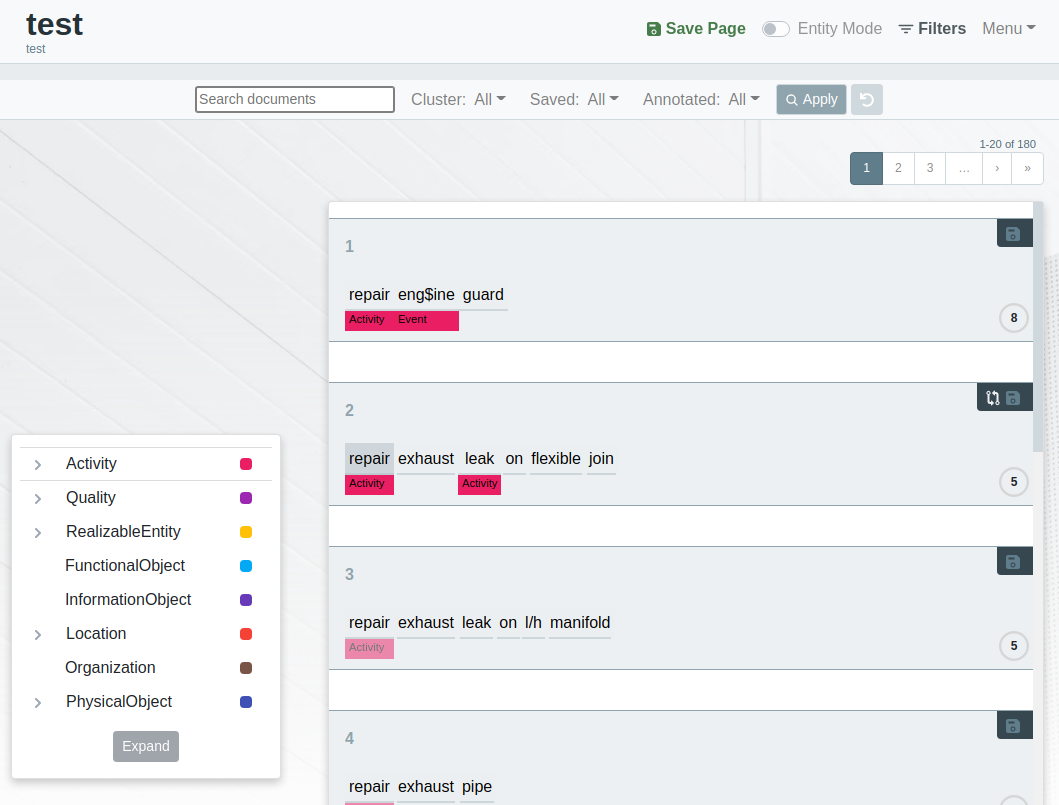 test
test
Save Page Entity Mode Filters Menu
Search documents Cluster: All Saved: All Annotated: All Apply
1-20 of 180
1 2 3 … › »
1
repair eng$ine guard
Activity Event
8
2
repair exhaust leak on flexible join
Activity Activity
5
3
repair exhaust leak on l/h manifold
Activity
5
4
repair exhaust pipe
Activity
Quality
RealizableEntity
FunctionalObject
InformationObject
Location
Organization
PhysicalObject
Expand